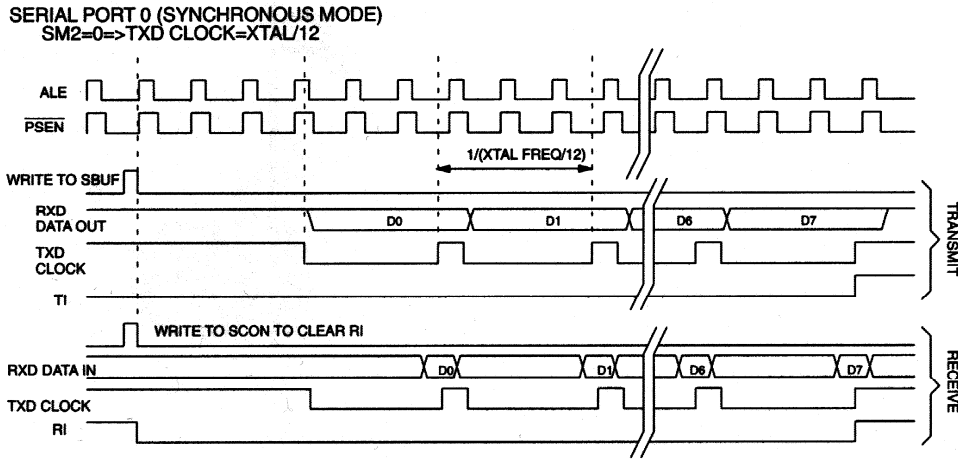 SERIAL PORT 0 (SYNCHRONOUS MODE)
SM2=0=>TXD CLOCK=XTAL/12
ALE
PSEN
1/(XTAL FREQ/12)
WRITE TO SBUF
RXD
DATA OUT
D0
D1
D6
D7
TXD
CLOCK
TI
TRANSMIT
WRITE TO SCON TO CLEAR RI
RXD DATA IN
D0
D1
D6
D7
TXD CLOCK
RI
RECEIVE